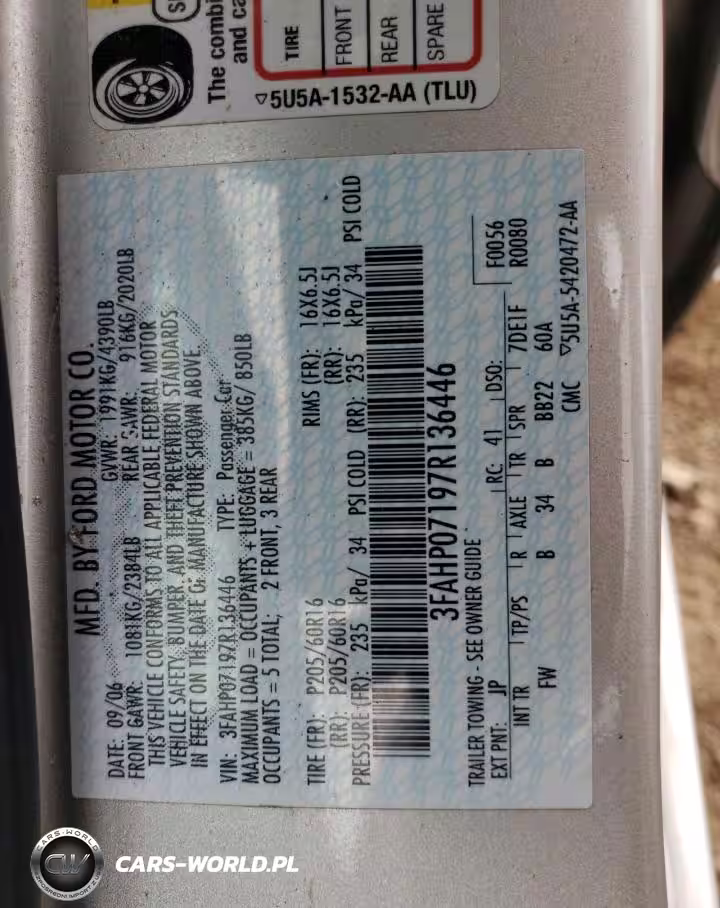 The combi
and ca
TIRE
FRONT
REAR
SPARE
▽5U5A-1532-AA (TLU)
MFD. BY FORD MOTOR CO.
DATE: 09/06 GVWR: 1991KG/4390LB
FRONT GAWR: 1081KG/2384LB REAR GAWR: 916KG/2020LB
THIS VEHICLE CONFORMS TO ALL APPLICABLE FEDERAL MOTOR
VEHICLE SAFETY, BUMPER, AND THEFT PREVENTION STANDARDS
IN EFFECT ON THE DATE OF MANUFACTURE SHOWN ABOVE.
VIN: 3FAHP07197R136446 TYPE: Passenger Car
MAXIMUM LOAD = OCCUPANTS + LUGGAGE = 385KG/ 850LB
OCCUPANTS = 5 TOTAL; 2 FRONT, 3 REAR
TIRE (FR): P205/60R16 RIMS (FR): 16X6.5J
(RR): P205/60R16 (RR): 16X6.5J
PRESSURE (FR): 235 kPa/ 34 PSI COLD (RR): 235 kPa/ 34 PSI COLD
3FAHP07197R136446
TRAILER TOWING - SEE OWNER GUIDE
F0056
EXT PNT: JP RC: 41 DSO: 7DE1F R0080
INT TR TP/PS R AXLE TR SPR 60A
FW B 34 B BB22
CMC ▽5U5A-5420472-AA
CARS-WORLD
CW
CARS-WORLD.PL